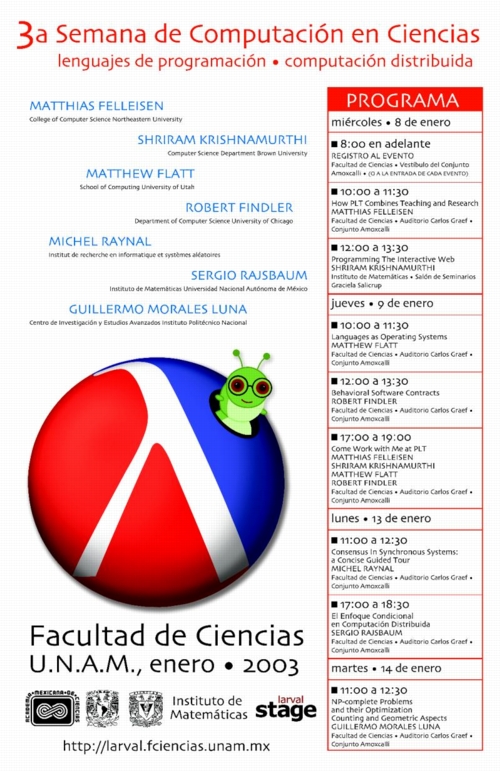 3a Semana de Computación en Ciencias
lenguajes de programación • computación distribuida
MATTHIAS FELLEISEN
College of Computer Science Northeastern University
SHRIRAM KRISHNAMURTHI
Computer Science Department Brown University
MATTHEW FLATT
School of Computing University of Utah
ROBERT FINDLER
Department of Computer Science University of Chicago
MICHEL RAYNAL
Institut de recherche en informatique et systèmes aléatoires
SERGIO RAJSBAUM
Instituto de Matemáticas Universidad Nacional Autónoma de México
GUILLERMO MORALES LUNA
Centro de Investigación y Estudios Avanzados Instituto Politécnico Nacional
PROGRAMA
miércoles • 8 de enero
■ 8:00 en adelante
REGISTRO AL EVENTO
Facultad de Ciencias • Vestíbulo del Conjunto
Amoxcalli • (O A LA ENTRADA DE CADA EVENTO)
■ 10:00 a 11:30
How PLT Combines Teaching and Research
MATTHIAS FELLEISEN
Facultad de Ciencias • Auditorio Carlos Graef •
Conjunto Amoxcalli
■ 12:00 a 13:30
Programming The Interactive Web
SHRIRAM KRISHNAMURTHI
Instituto de Matemáticas • Salón de Seminarios
Graciela Salicrup
jueves • 9 de enero
■ 10:00 a 11:30
Languages as Operating Systems
MATTHEW FLATT
Facultad de Ciencias • Auditorio Carlos Graef •
Conjunto Amoxcalli
■ 12:00 a 13:30
Behavioral Software Contracts
ROBERT FINDLER
Facultad de Ciencias • Auditorio Carlos Graef •
Conjunto Amoxcalli
■ 17:00 a 19:00
Come Work with Me at PLT
MATTHIAS FELLEISEN
SHRIRAM KRISHNAMURTHI
MATTHEW FLATT
ROBERT FINDLER
Facultad de Ciencias • Auditorio Carlos Graef •
Conjunto Amoxcalli
lunes • 13 de enero
■ 11:00 a 12:30
Consensus In Synchronous Systems:
a Concise Guided Tour
MICHEL RAYNAL
Facultad de Ciencias • Auditorio Carlos Graef •
Conjunto Amoxcalli
■ 17:00 a 18:30
El Enfoque Condicional
en Computación Distribuida
SERGIO RAJSBAUM
Facultad de Ciencias • Auditorio Carlos Graef •
Conjunto Amoxcalli
martes • 14 de enero
■ 11:00 a 12:30
NP-complete Problems
and their Optimization
Counting and Geometric Aspects
GUILLERMO MORALES LUNA
Facultad de Ciencias • Auditorio Carlos Graef •
Conjunto Amoxcalli
Facultad de Ciencias
U.N.A.M., enero • 2003
Instituto de
Matemáticas
larval
stage
http://larval.fciencias.unam.mx